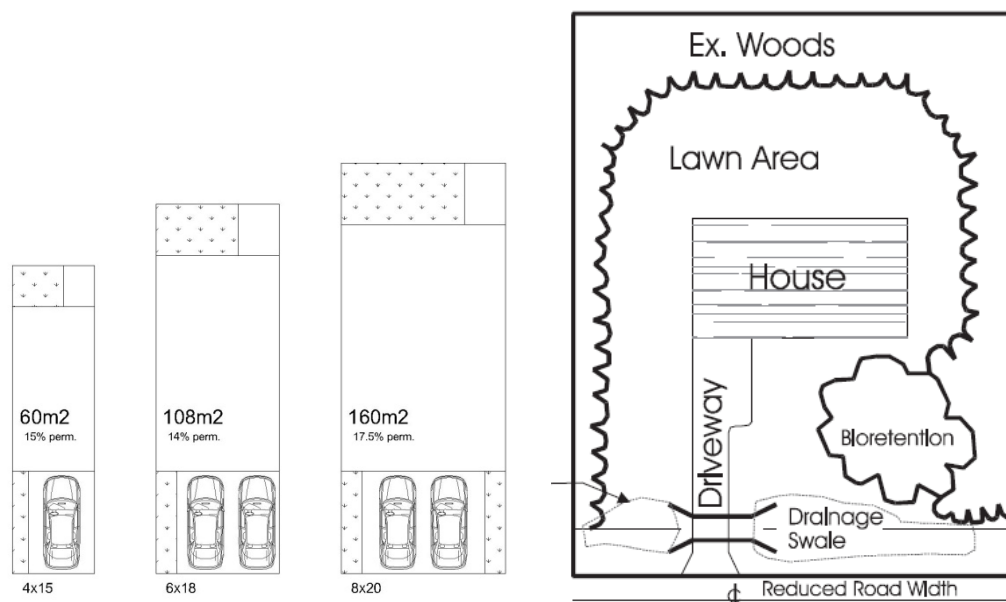 60m2
15% perm.
4x15
108m2
14% perm.
6x18
160m2
17.5% perm.
8x20
Ex. Woods
Lawn Area
House
Driveway
Bioretention
Drainage
Swale
℄ Reduced Road Width